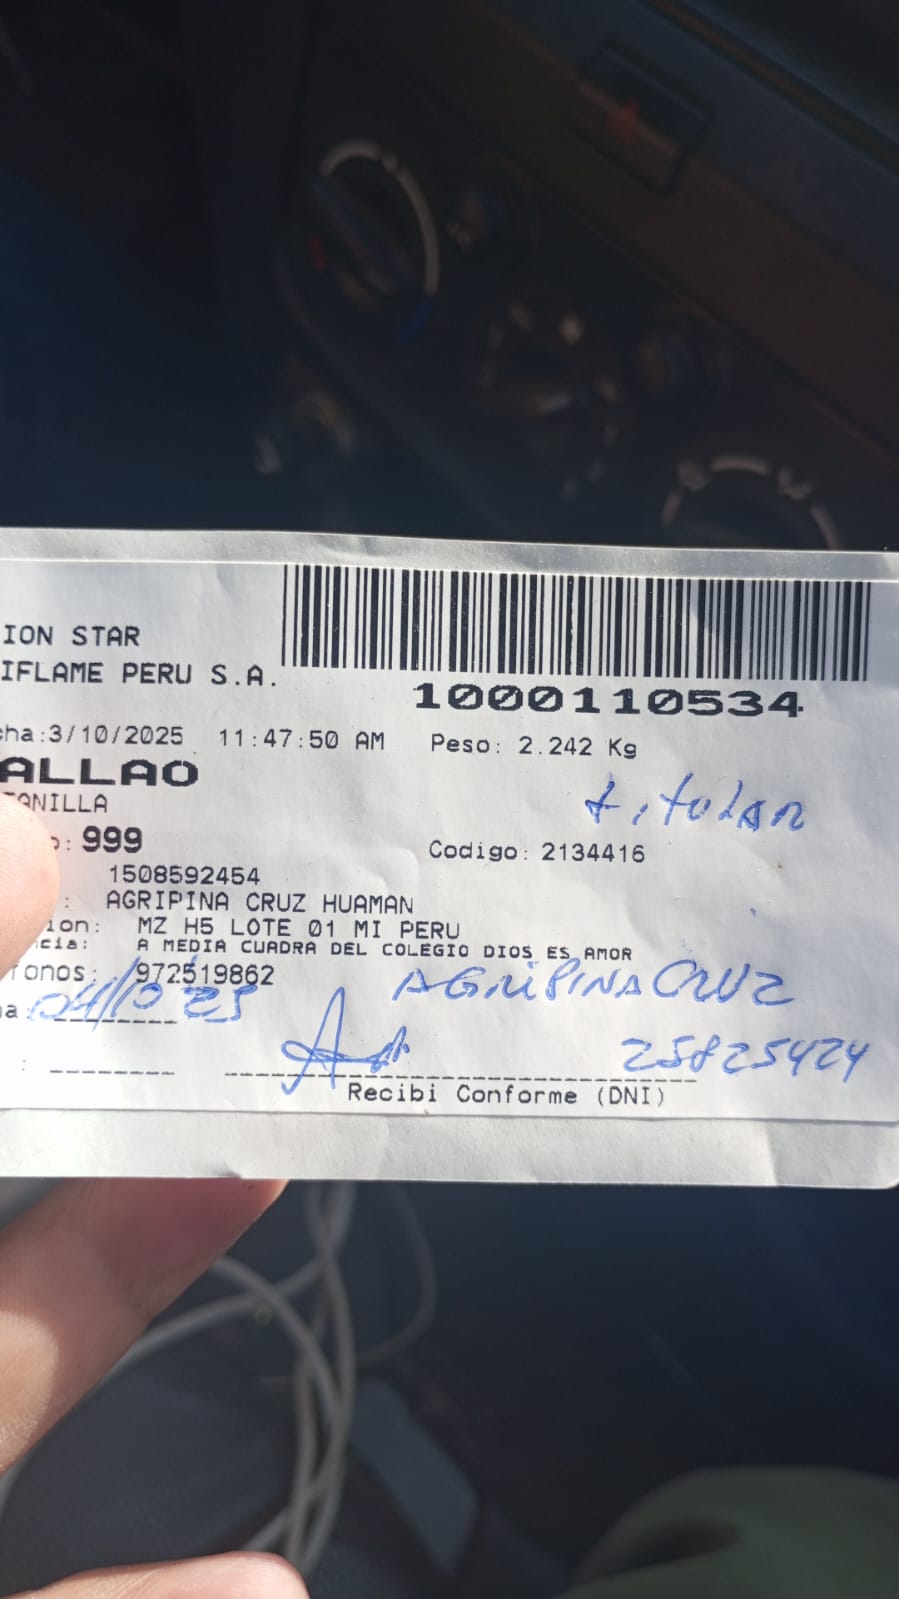 ION STAR
IFLAME PERU S.A.
1000110534
cha:3/10/2025 11:47:50 AM Peso: 2.242 Kg
ALLAO
TANILLA
titular
o: 999
Codigo: 2134416
1508592454
: AGRIPINA CRUZ HUAMAN
ion: MZ H5 LOTE 01 MI PERU
cia: A MEDIA CUADRA DEL COLEGIO DIOS ES AMOR
fonos: 972519862
AGRIPINA CRUZ
a: 04/10/25
25825424
: 
Recibi Conforme (DNI)